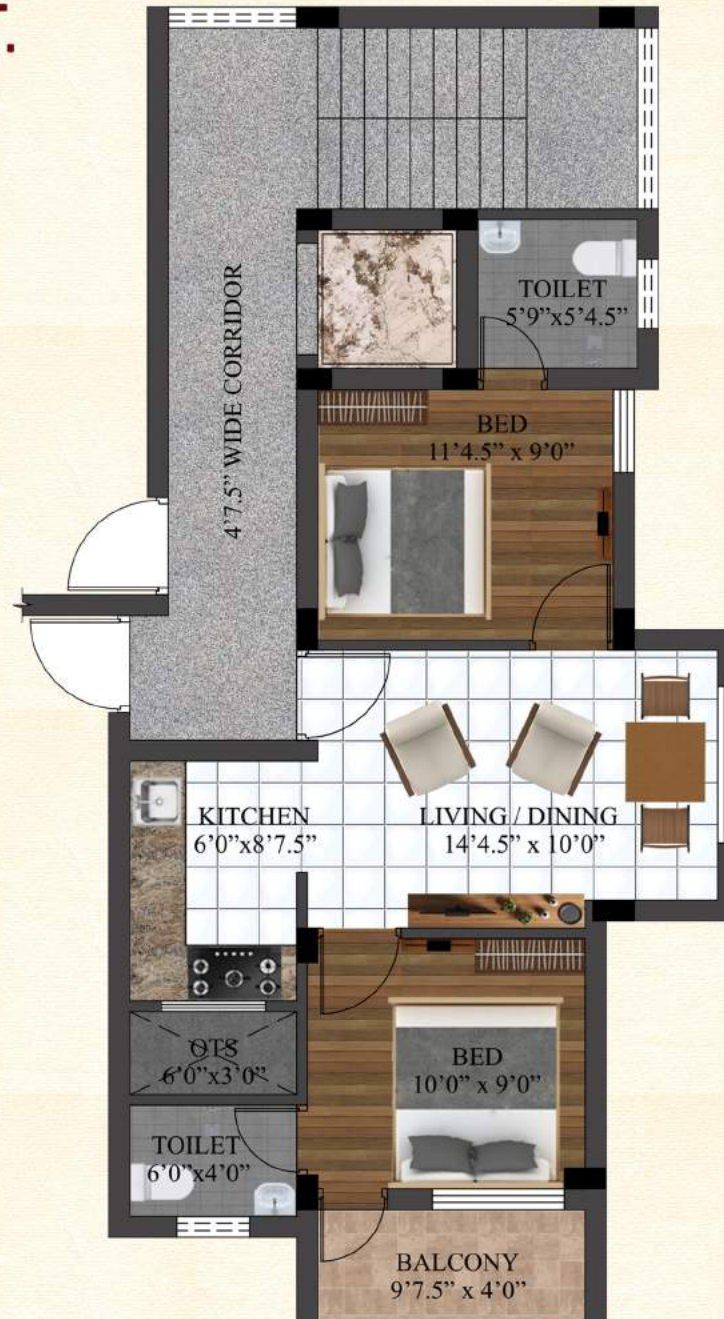 TOILET
5’9”x5’4.5”
4’7.5” WIDE CORRIDOR
BED
11’4.5” x 9’0”
KITCHEN
6’0”x8’7.5”
LIVING / DINING
14’4.5” x 10’0”
OTS
6’0”x3’0”
BED
10’0” x 9’0”
TOILET
6’0”x4’0”
BALCONY
9’7.5” x 4’0”